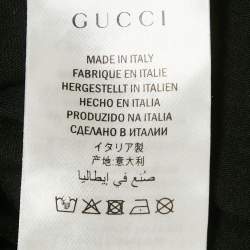 GUCCI
MADE IN ITALY
FABRIQUE EN ITALIE
HERGESTELLT IN ITALIEN
HECHO EN ITALIA
PRODUZIDO NA ITALIA
СДЕЛАНО В ИТАЛИИ
イタリア製
产地:意大利
صُنع في إيطاليا